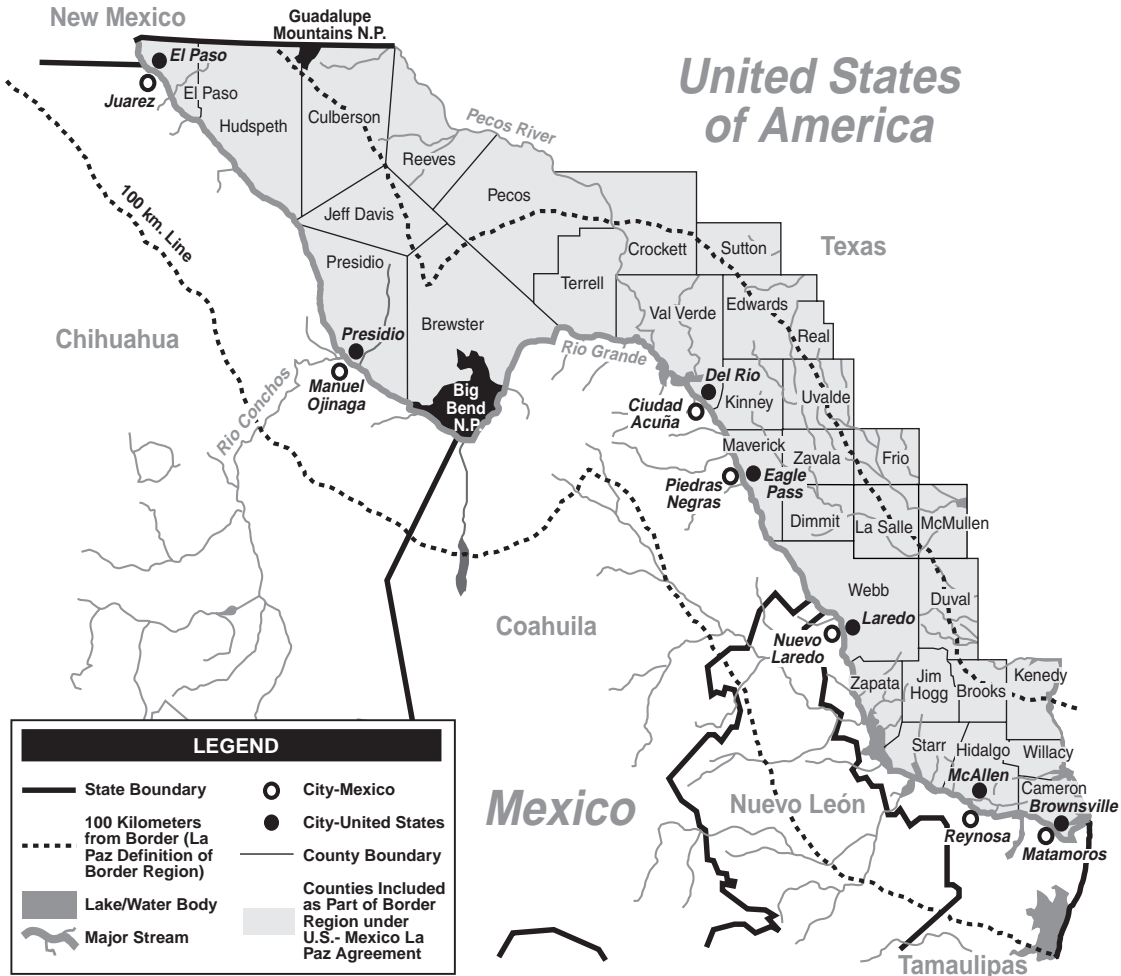 New Mexico
Guadalupe
Mountains N.P.
El Paso
Juarez
El Paso
Hudspeth
Culberson
Reeves
Pecos River
Pecos
United States
of America
100 km. Line
Jeff Davis
Presidio
Crockett
Sutton
Texas
Terrell
Val Verde
Edwards
Real
Chihuahua
Brewster
Presidio
Manuel
Ojinaga
Rio Conchos
Rio Grande
Big
Bend
N.P.
Del Rio
Ciudad
Acuña
Kinney
Uvalde
Maverick
Zavala
Frio
Piedras
Negras
Eagle
Pass
Dimmit
La Salle
McMullen
Webb
Duval
Coahuila
Laredo
Nuevo
Laredo
Zapata
Jim
Hogg
Brooks
Kenedy
Starr
Hidalgo
Willacy
McAllen
Cameron
Brownsville
Mexico
Nuevo León
Reynosa
Matamoros
Tamaulipas
LEGEND
State Boundary
100 Kilometers
from Border (La
Paz Definition of
Border Region)
Lake/Water Body
Major Stream
City-Mexico
City-United States
County Boundary
Counties Included
as Part of Border
Region under
U.S.- Mexico La
Paz Agreement